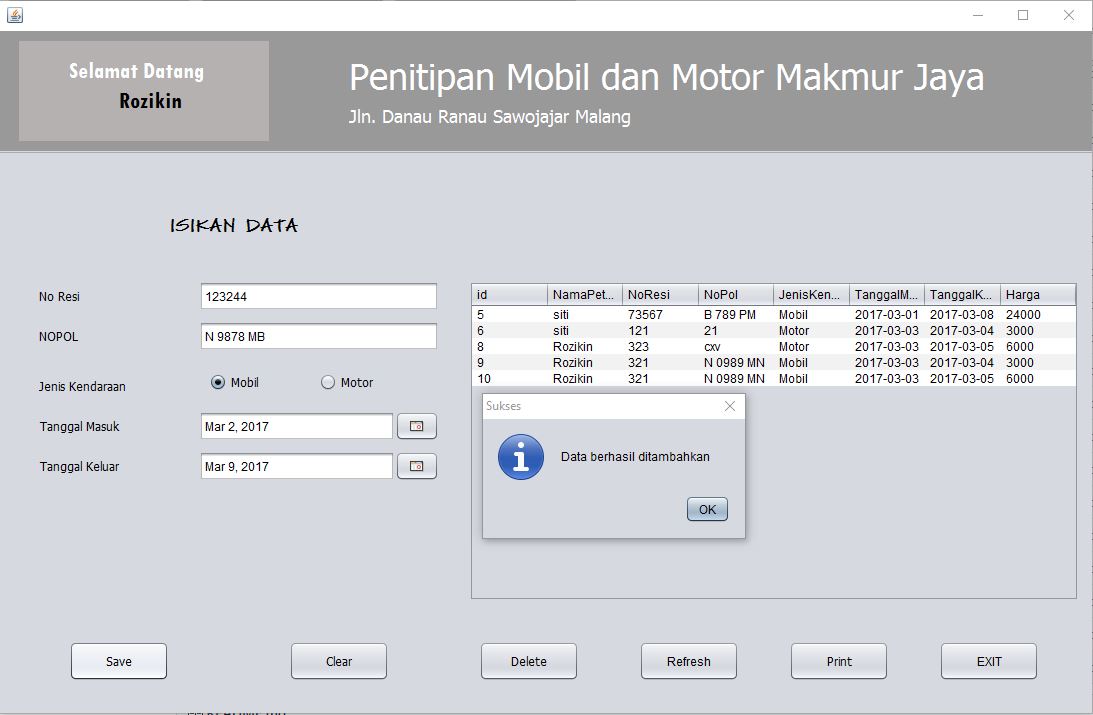 Selamat Datang
Rozikin
Penitipan Mobil dan Motor Makmur Jaya
Jln. Danau Ranau Sawojajar Malang
ISIKAN DATA
No Resi 123244
NOPOL N 9878 MB
Jenis Kendaraan Mobil Motor
Tanggal Masuk Mar 2, 2017
Tanggal Keluar Mar 9, 2017
id NamaPet... NoResi NoPol JenisKen... TanggalM... TanggalK... Harga
5 siti 73567 B 789 PM Mobil 2017-03-01 2017-03-08 24000
6 siti 121 21 Motor 2017-03-03 2017-03-04 3000
8 Rozikin 323 cxv Motor 2017-03-03 2017-03-05 6000
9 Rozikin 321 N 0989 MN Mobil 2017-03-03 2017-03-04 3000
10 Rozikin 321 N 0989 MN Mobil 2017-03-03 2017-03-05 6000
Sukses
Data berhasil ditambahkan
OK
Save Clear Delete Refresh Print EXIT